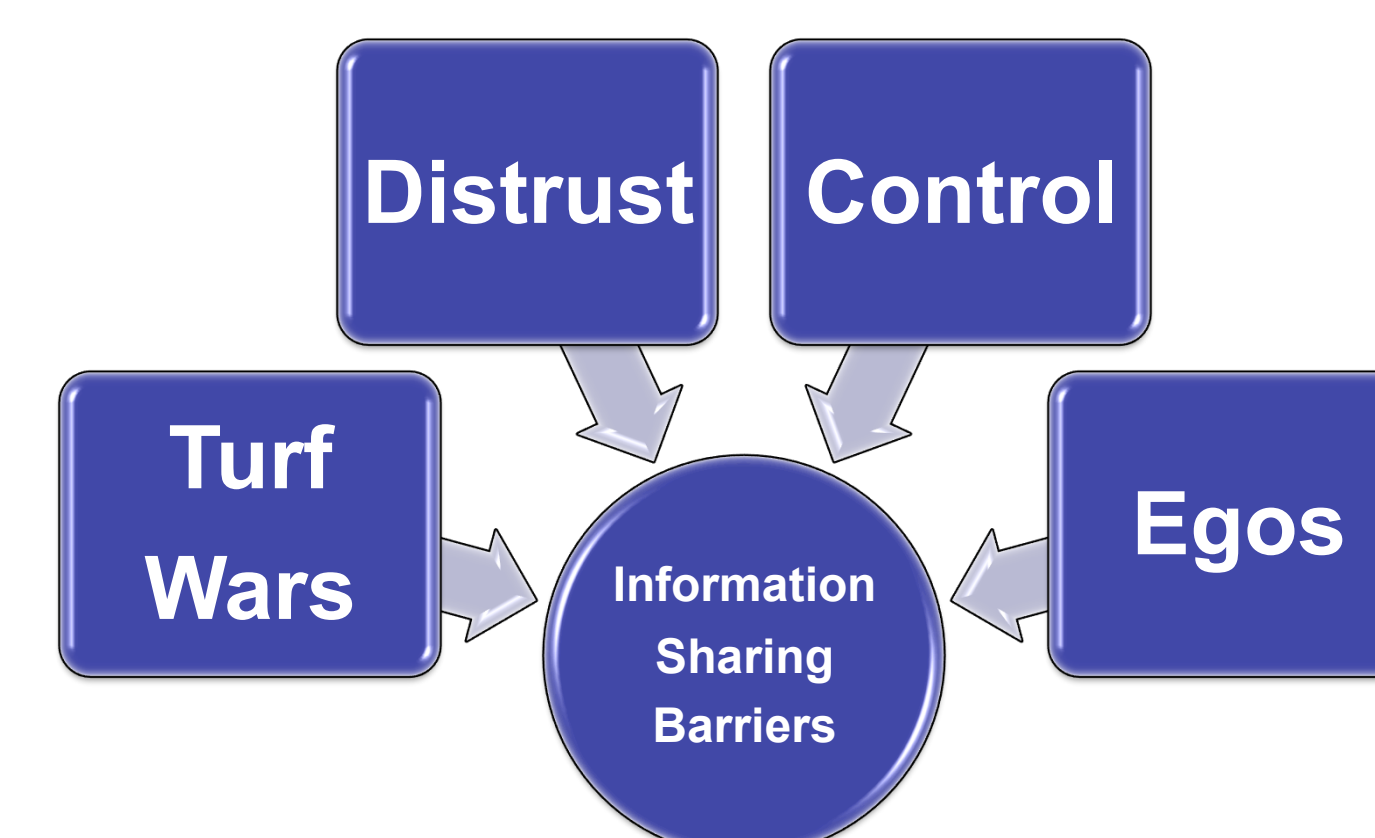 Distrust
Control
Turf
Wars
Egos
Information
Sharing
Barriers